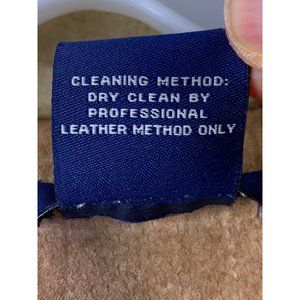 CLEANING METHOD:
DRY CLEAN BY
PROFESSIONAL
LEATHER METHOD ONLY